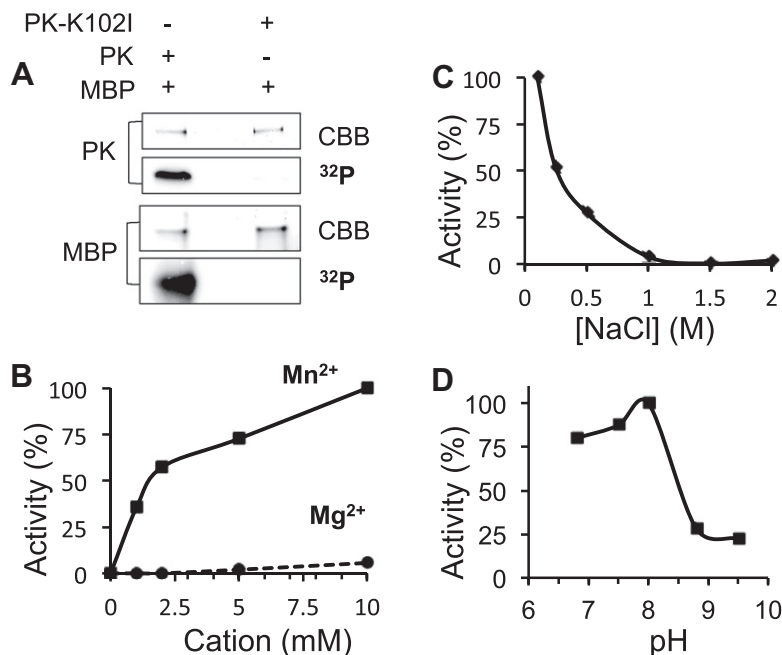 PK-K102I - +
PK + -
A MBP + +
PK CBB
³²P
MBP CBB
³²P
B
Mn²⁺
Mg²⁺
Activity (%)
100
75
50
25
0
0 2.5 5 7.5 10
Cation (mM)
C
Activity (%)
100
75
50
25
0
0 0.5 1 1.5 2
[NaCl] (M)
D
Activity (%)
100
75
50
25
0
6 7 8 9 10
pH